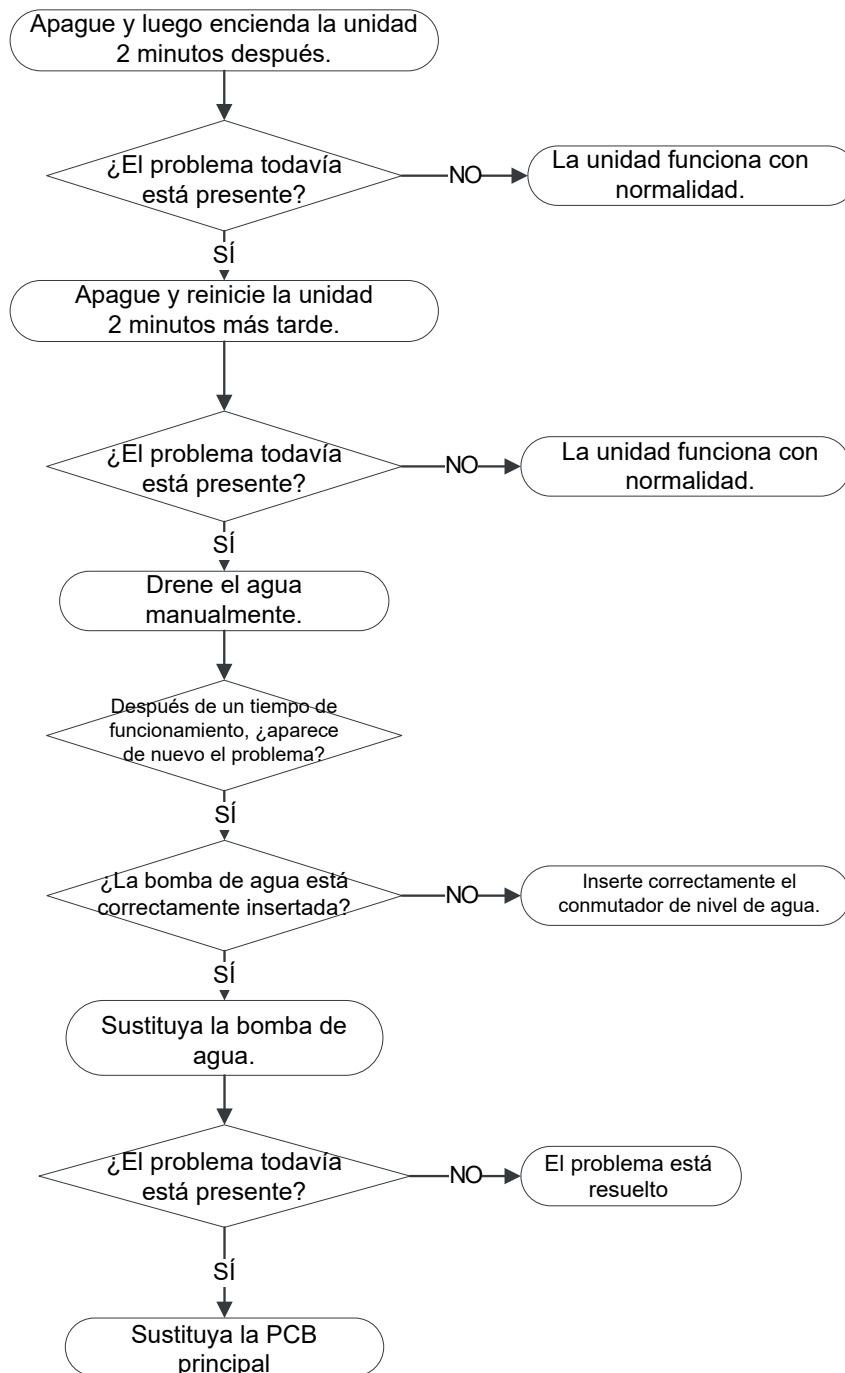 Apague y luego encienda la unidad
2 minutos después.
¿El problema todavía
está presente?
NO
La unidad funciona con
normalidad.
SÍ
Apague y reinicie la unidad
2 minutos más tarde.
¿El problema todavía
está presente?
NO
La unidad funciona con
normalidad.
SÍ
Drene el agua
manualmente.
Después de un tiempo de
funcionamiento, ¿aparece
de nuevo el problema?
SÍ
¿La bomba de agua está
correctamente insertada?
NO
Inserte correctamente el
conmutador de nivel de agua.
SÍ
Sustituya la bomba de
agua.
¿El problema todavía
está presente?
NO
El problema está
resuelto
SÍ
Sustituya la PCB
principal